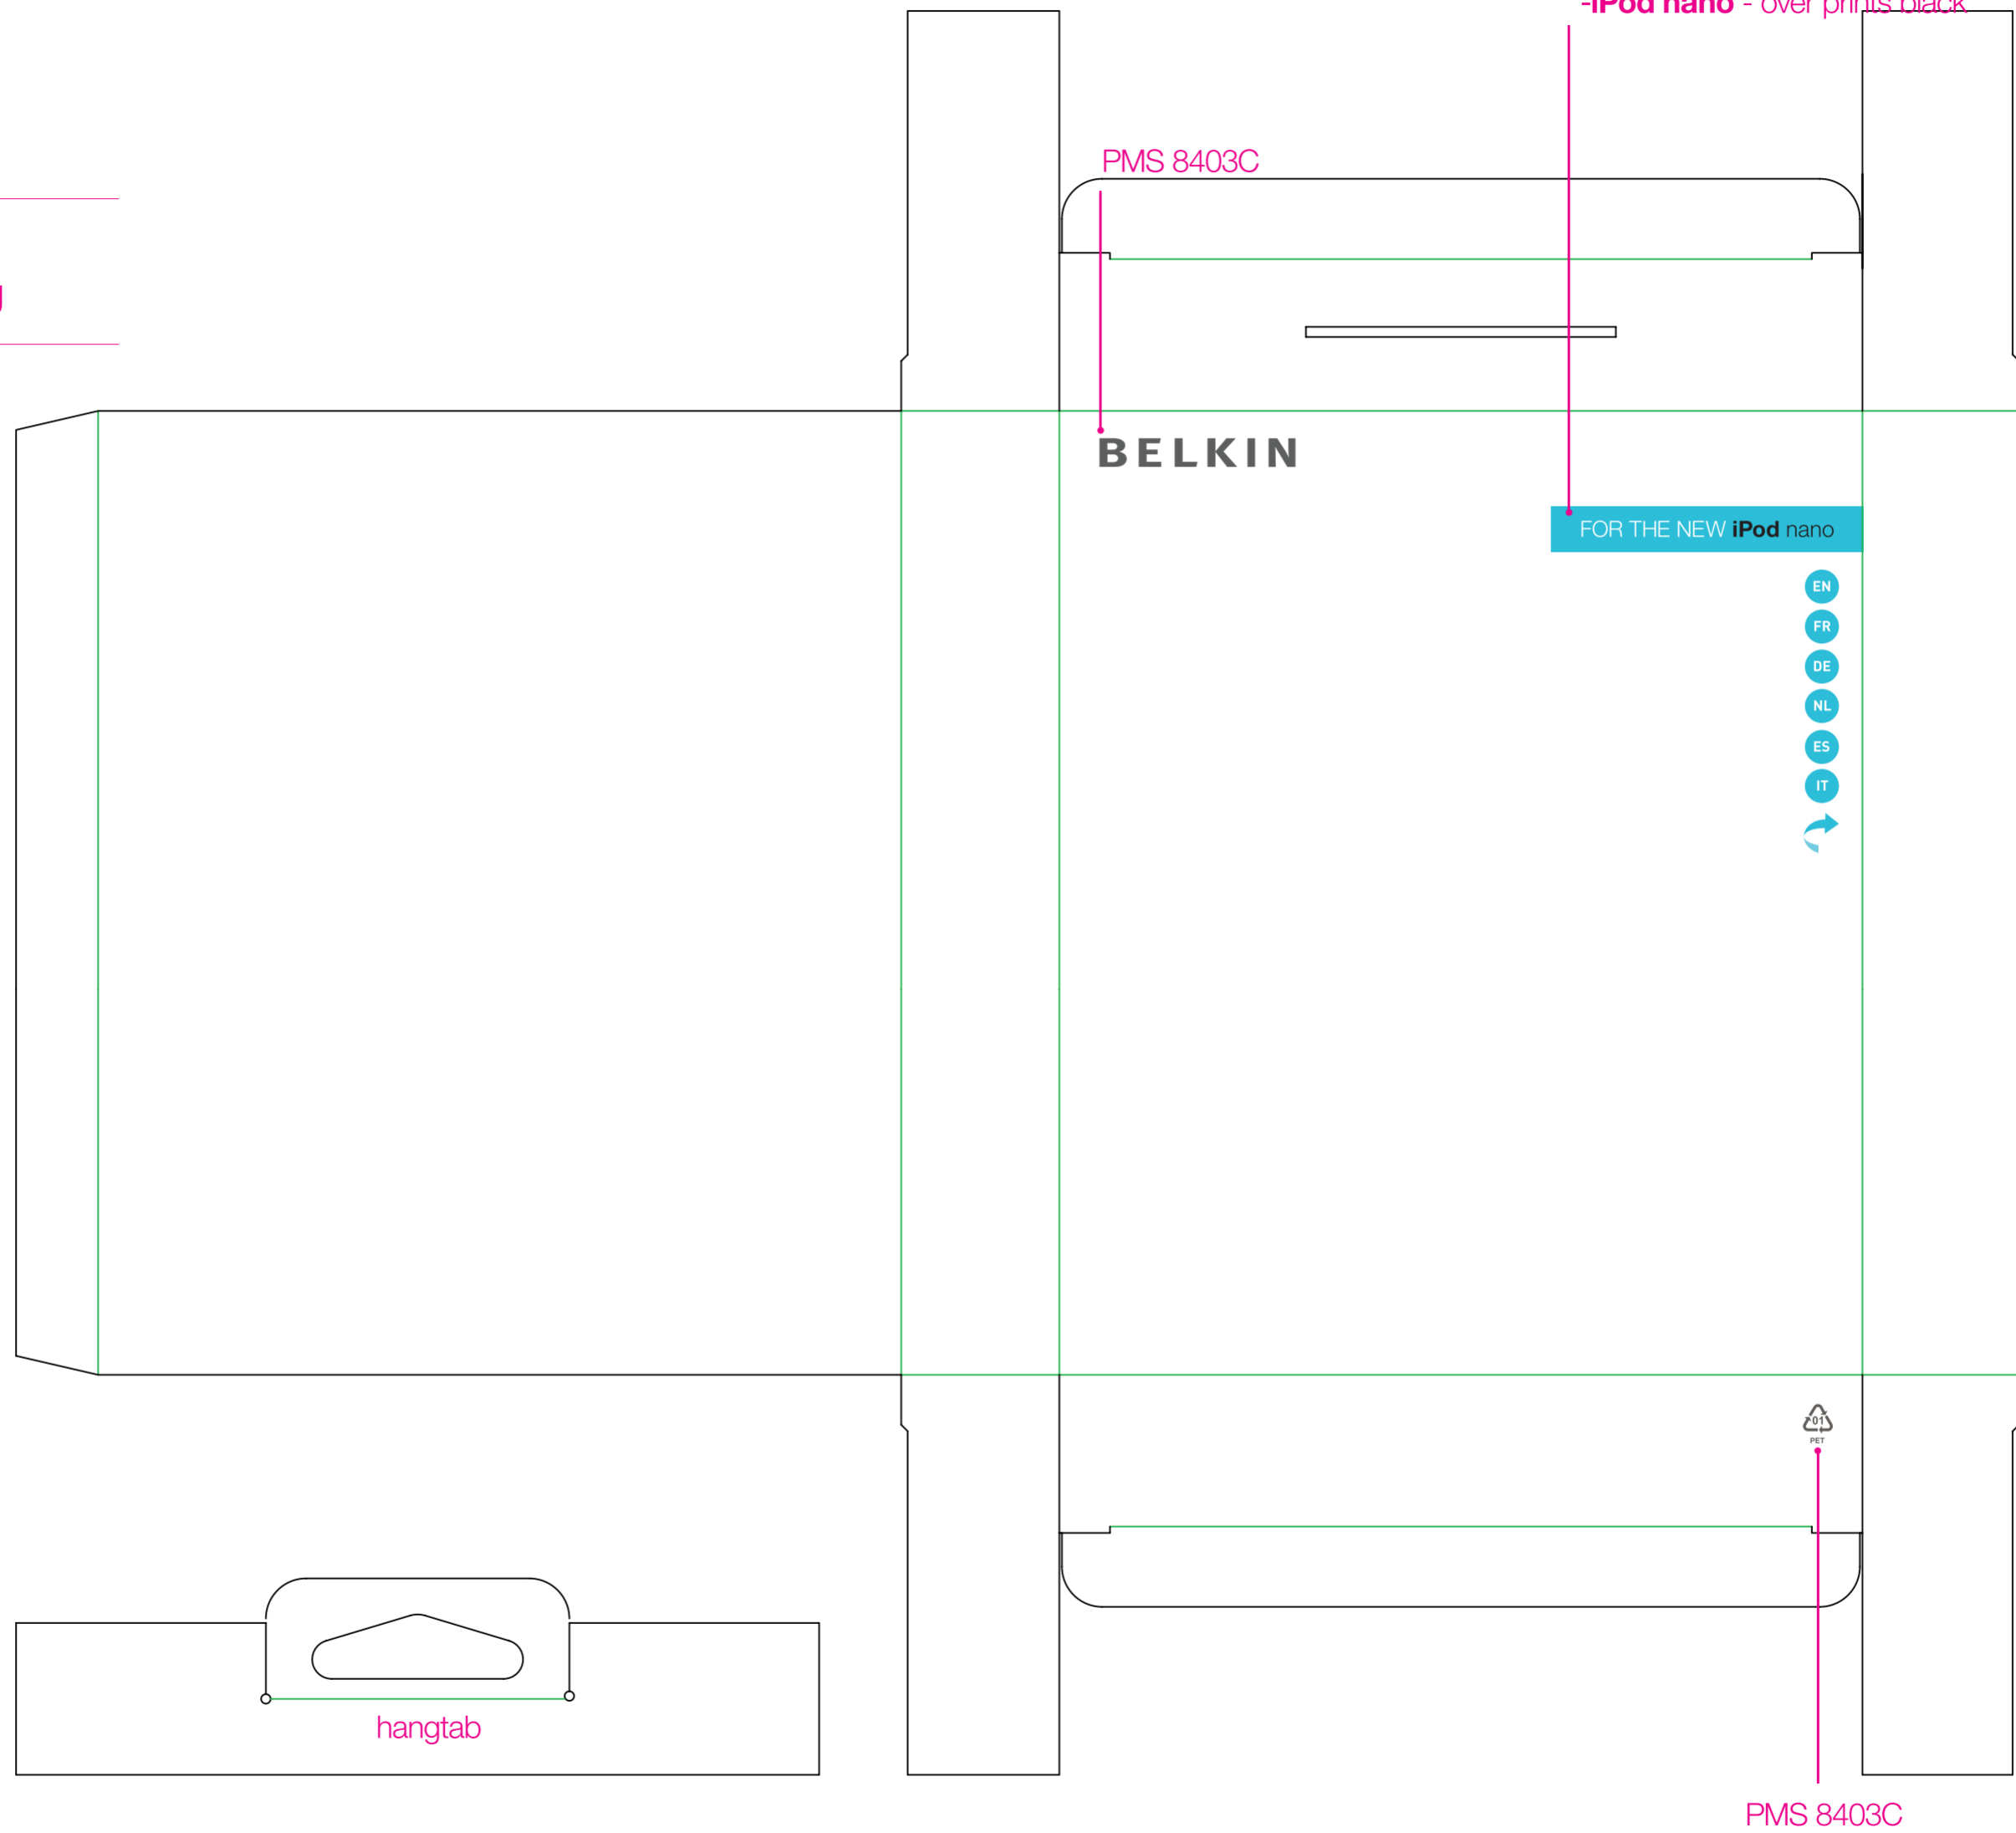 -iPod nano - over prints black
PMS 8403C
BELKIN
FOR THE NEW iPod nano
EN
FR
DE
NL
ES
IT
01
PET
hangtab
PMS 8403C